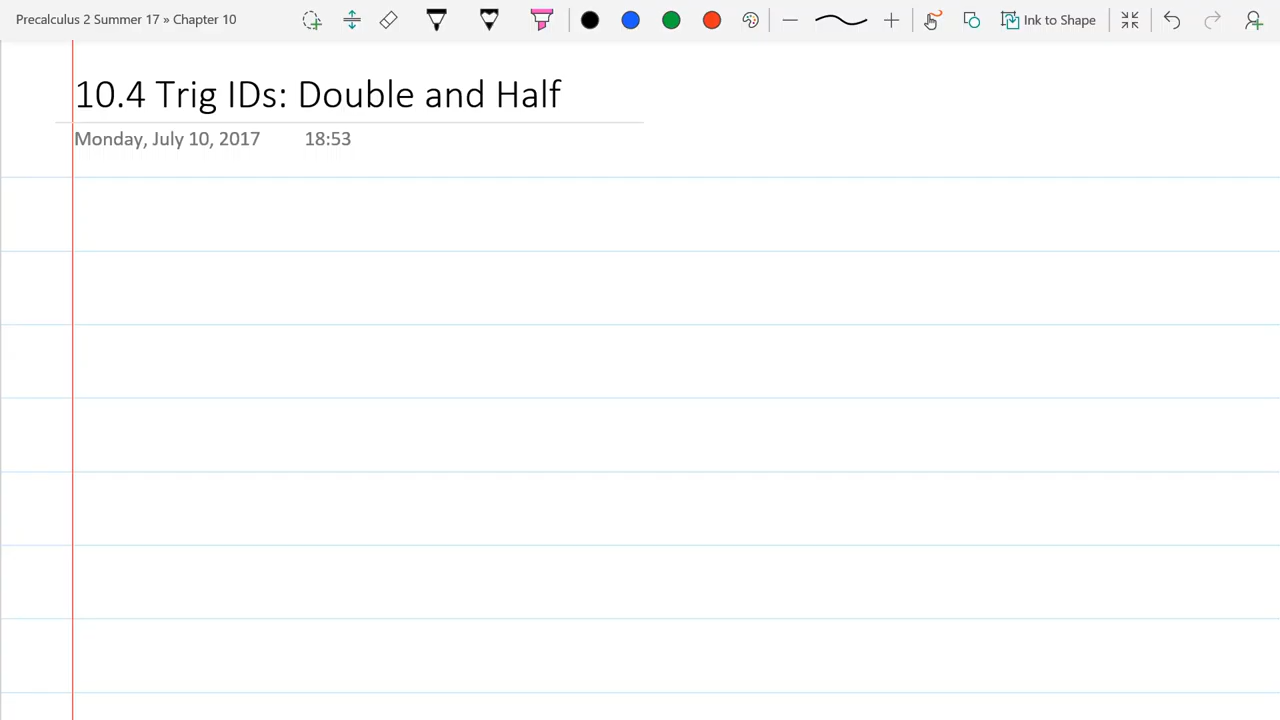 Precalculus 2 Summer 17 » Chapter 10
Ink to Shape
10.4 Trig IDs: Double and Half
Monday, July 10, 2017 18:53